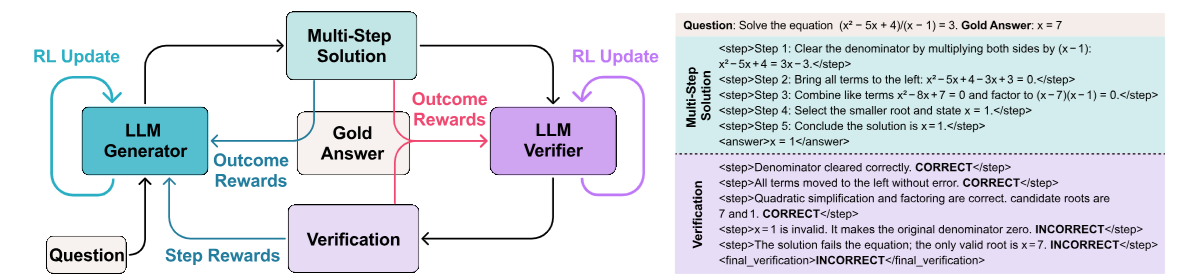 RL Update
LLM
Generator
Question
Multi-Step
Solution
Gold
Answer
Outcome
Rewards
Outcome
Rewards
Step Rewards
Verification
LLM
Verifier
RL Update
Question: Solve the equation (x² − 5x + 4)/(x − 1) = 3. Gold Answer: x = 7
Multi-Step
Solution
<step>Step 1: Clear the denominator by multiplying both sides by (x − 1):
x² − 5x + 4 = 3x − 3.</step>
<step>Step 2: Bring all terms to the left: x² − 5x + 4 − 3x + 3 = 0.</step>
<step>Step 3: Combine like terms x² − 8x + 7 = 0 and factor to (x − 7)(x − 1) = 0.</step>
<step>Step 4: Select the smaller root and state x = 1.</step>
<step>Step 5: Conclude the solution is x = 1.</step>
<answer>x = 1</answer>
Verification
<step>Denominator cleared correctly. CORRECT</step>
<step>All terms moved to the left without error. CORRECT</step>
<step>Quadratic simplification and factoring are correct. candidate roots are
7 and 1. CORRECT</step>
<step>x = 1 is invalid. It makes the original denominator zero. INCORRECT</step>
<step>The solution fails the equation; the only valid root is x = 7. INCORRECT</step>
<final_verification>INCORRECT</final_verification>